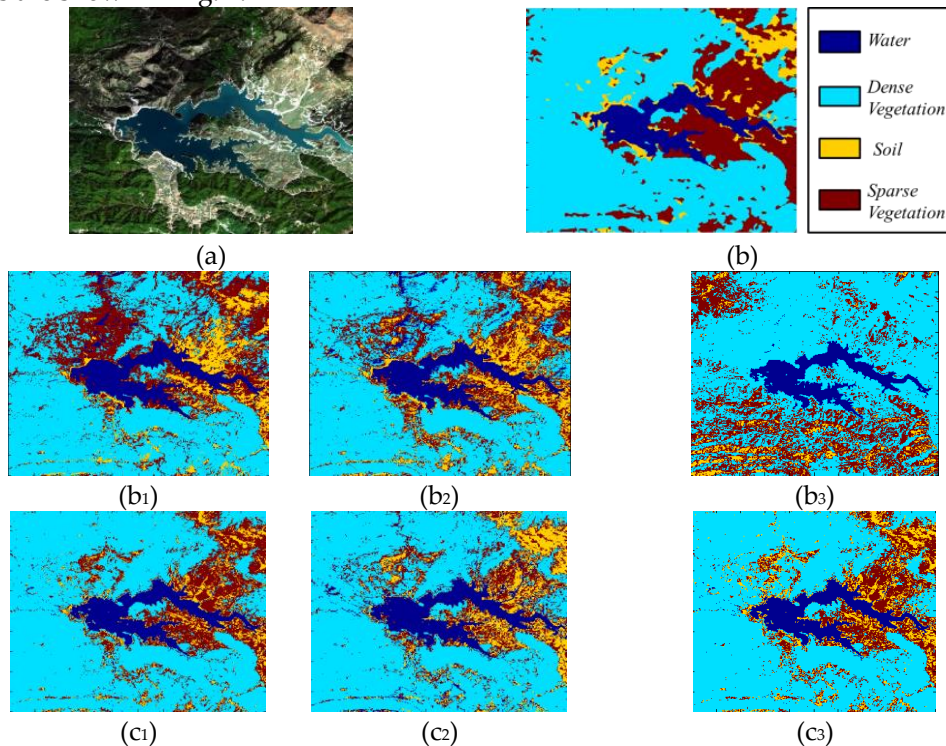 Water
Dense
Vegetation
Soil
Sparse
Vegetation
(a)
(b)
(b1)
(b2)
(b3)
(c1)
(c2)
(c3)